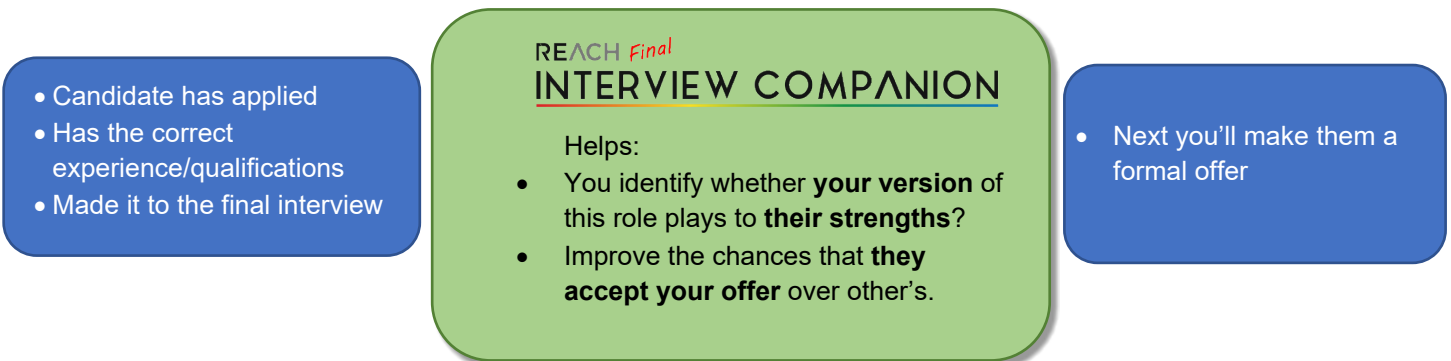 • Candidate has applied
• Has the correct
experience/qualifications
• Made it to the final interview
REACH Final
INTERVIEW COMPANION
Helps:
• You identify whether your version of
this role plays to their strengths?
• Improve the chances that they
accept your offer over other’s.
• Next you’ll make them a
formal offer